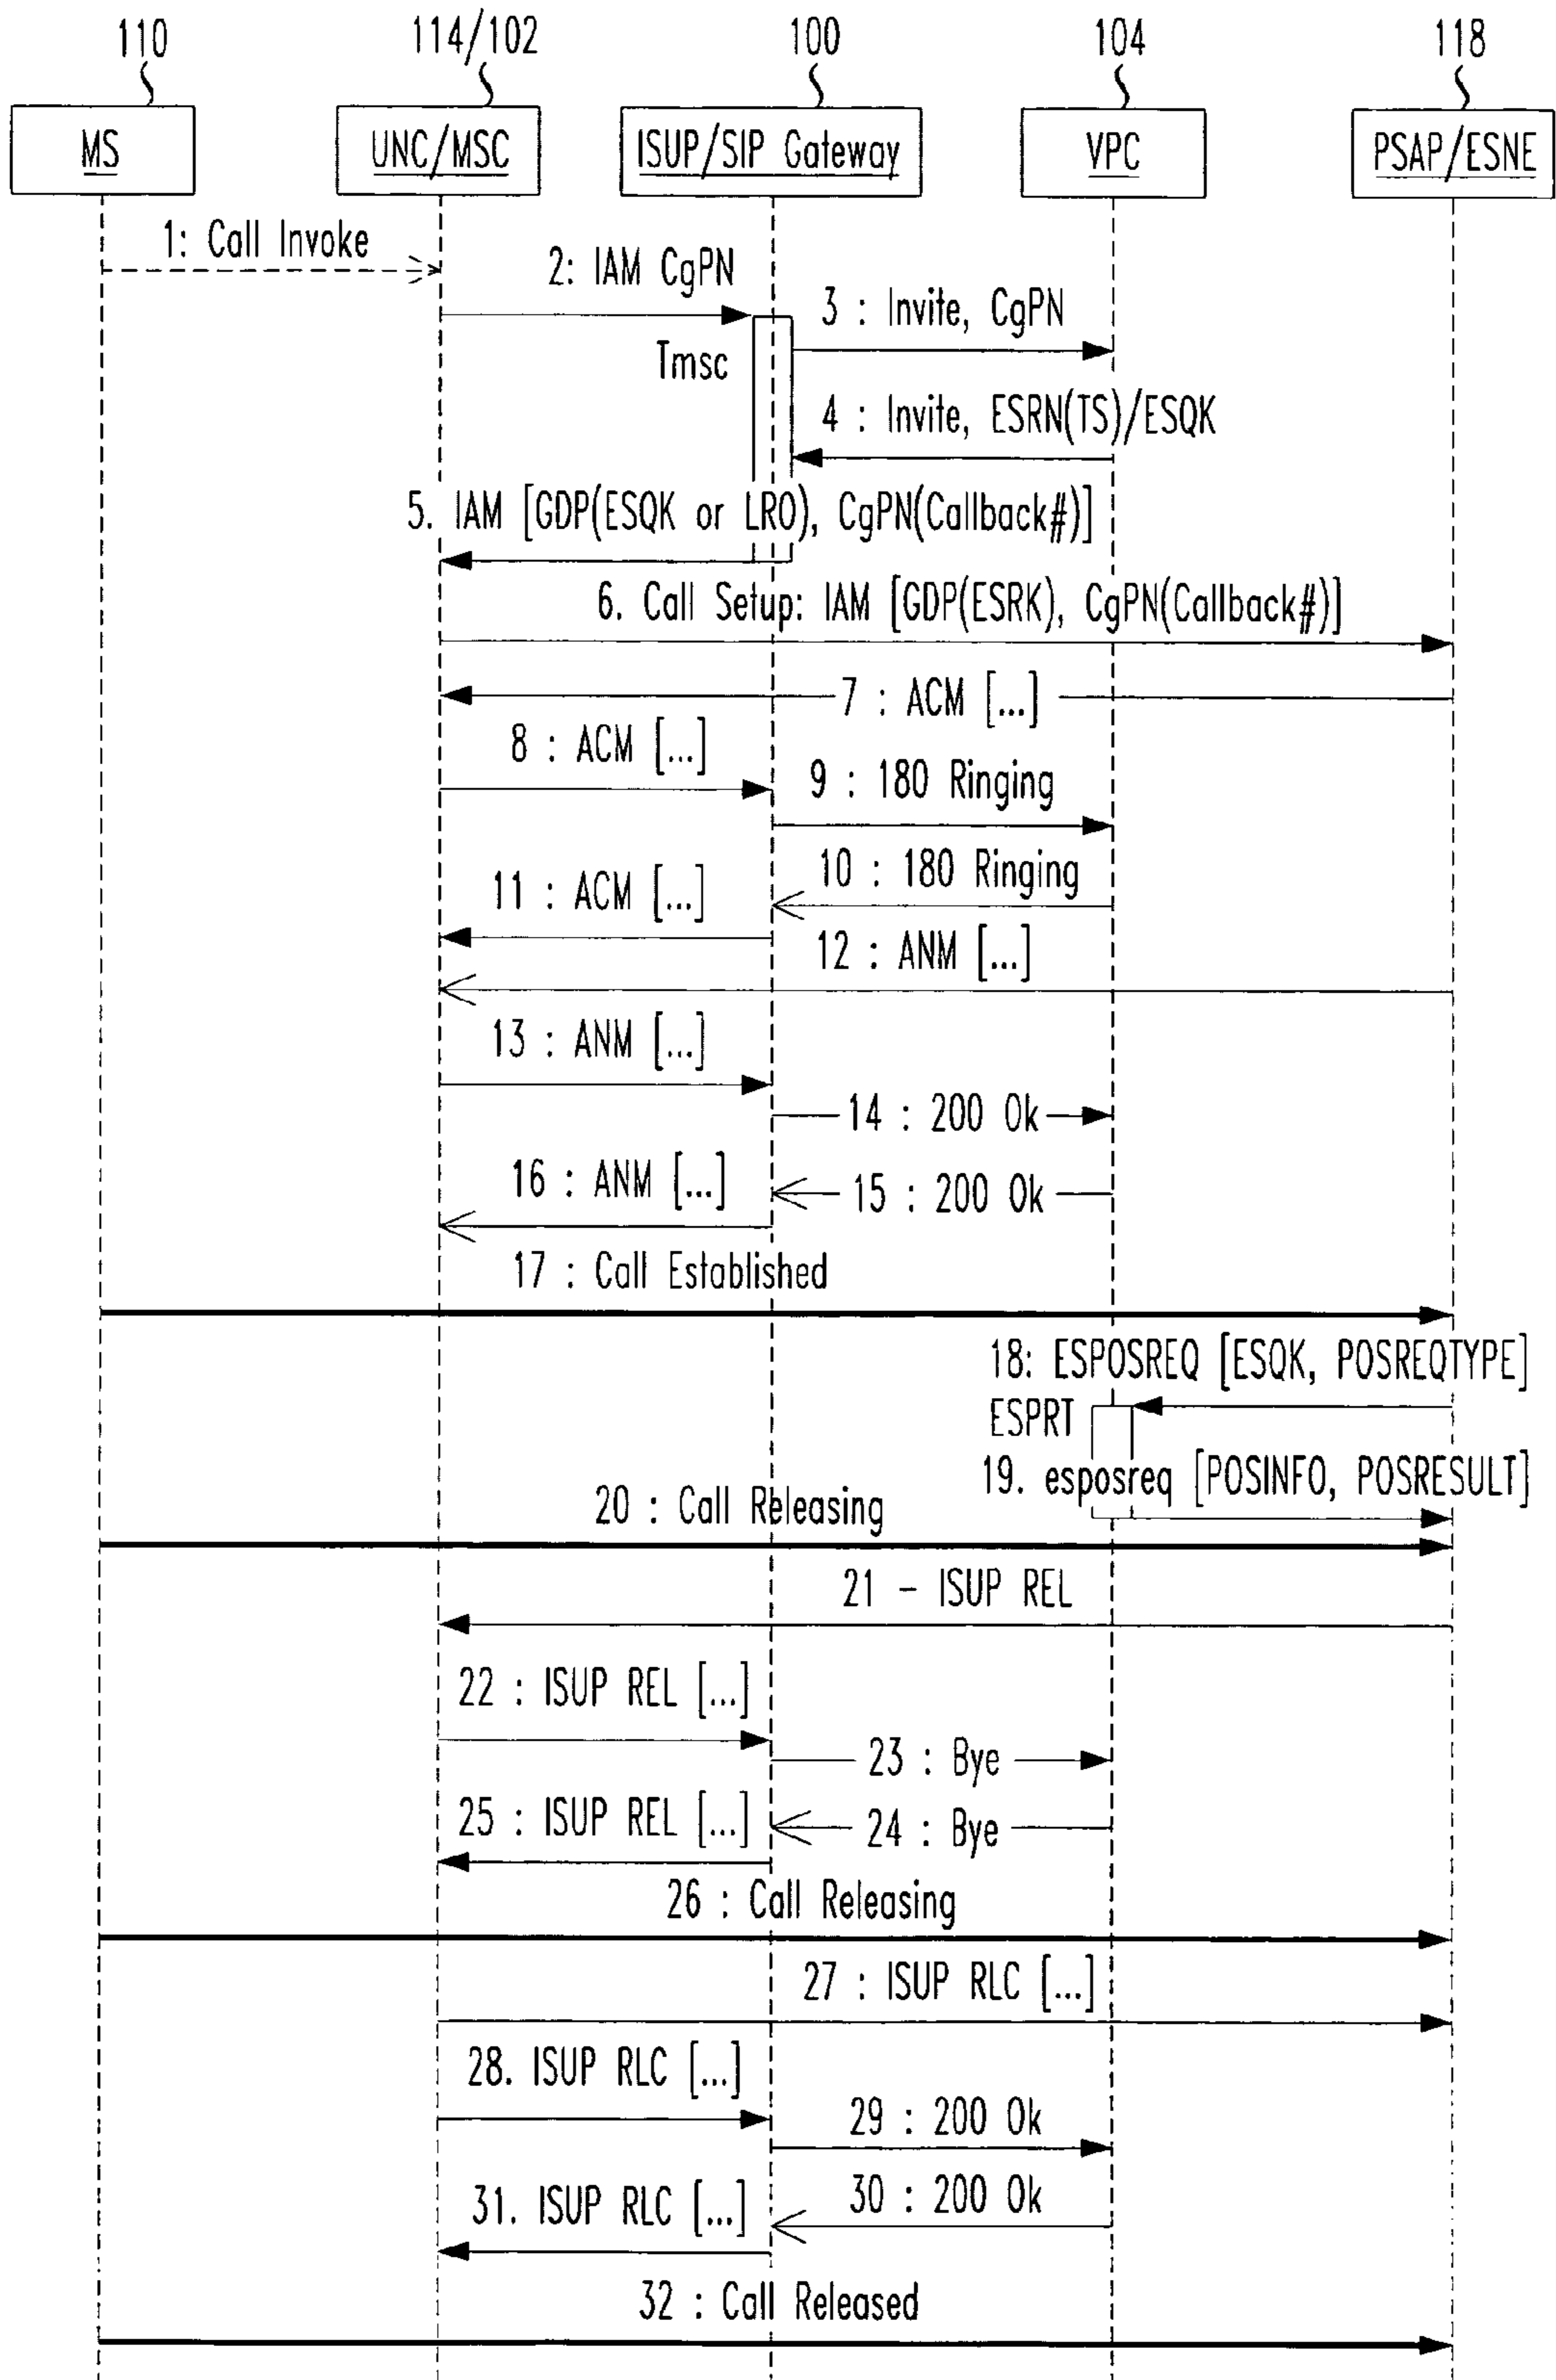 110
114/102
100
104
118
MS
UNC/MSC
ISUP/SIP Gateway
VPC
PSAP/ESNE
1: Call Invoke
2: IAM CgPN
3 : Invite, CgPN
Tmsc
4 : Invite, ESRN(TS)/ESQK
5. IAM [GDP(ESQK or LRO), CgPN(Callback#)]
6. Call Setup: IAM [GDP(ESRK), CgPN(Callback#)]
7 : ACM [...]
8 : ACM [...]
9 : 180 Ringing
10 : 180 Ringing
11 : ACM [...]
12 : ANM [...]
13 : ANM [...]
14 : 200 Ok
16 : ANM [...]
15 : 200 Ok
17 : Call Established
18: ESPOSREQ [ESQK, POSREQTYPE]
ESPRT
19. esposreq [POSINFO, POSRESULT]
20 : Call Releasing
21 - ISUP REL
22 : ISUP REL [...]
23 : Bye
25 : ISUP REL [...]
24 : Bye
26 : Call Releasing
27 : ISUP RLC [...]
28. ISUP RLC [...]
29 : 200 Ok
31. ISUP RLC [...]
30 : 200 Ok
32 : Call Released